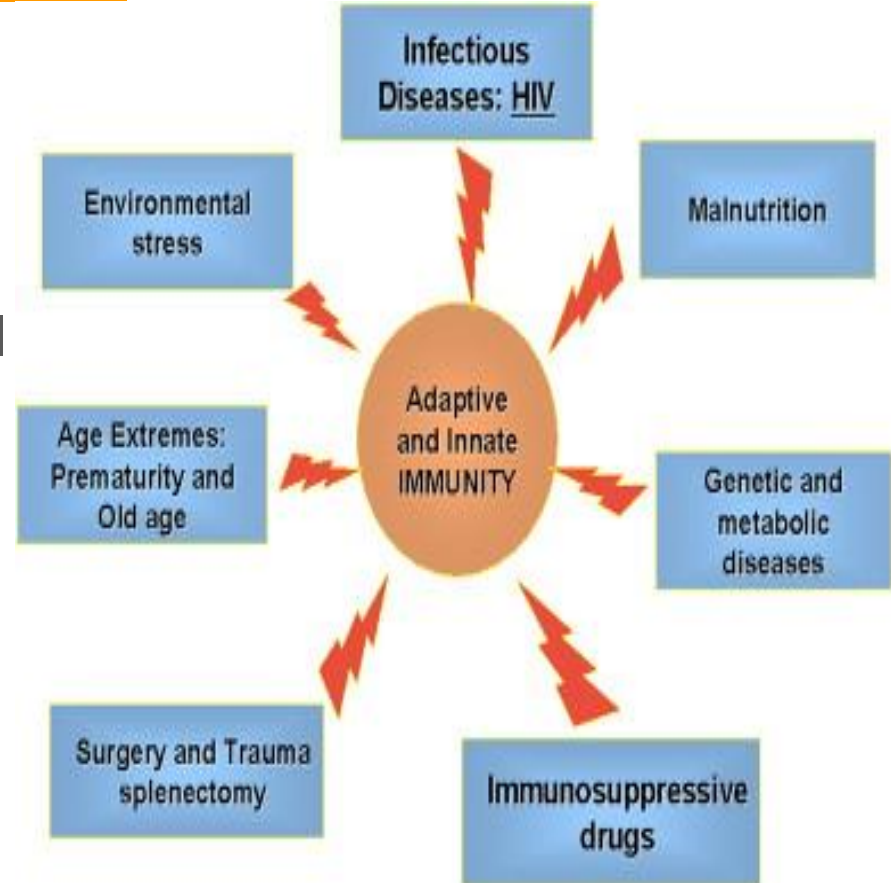 Infectious
Diseases: HIV
Environmental
stress
Malnutrition
Adaptive
and Innate
IMMUNITY
Age Extremes:
Prematurity and
Old age
Genetic and
metabolic
diseases
Surgery and Trauma
splenectomy
Immunosuppressive
drugs